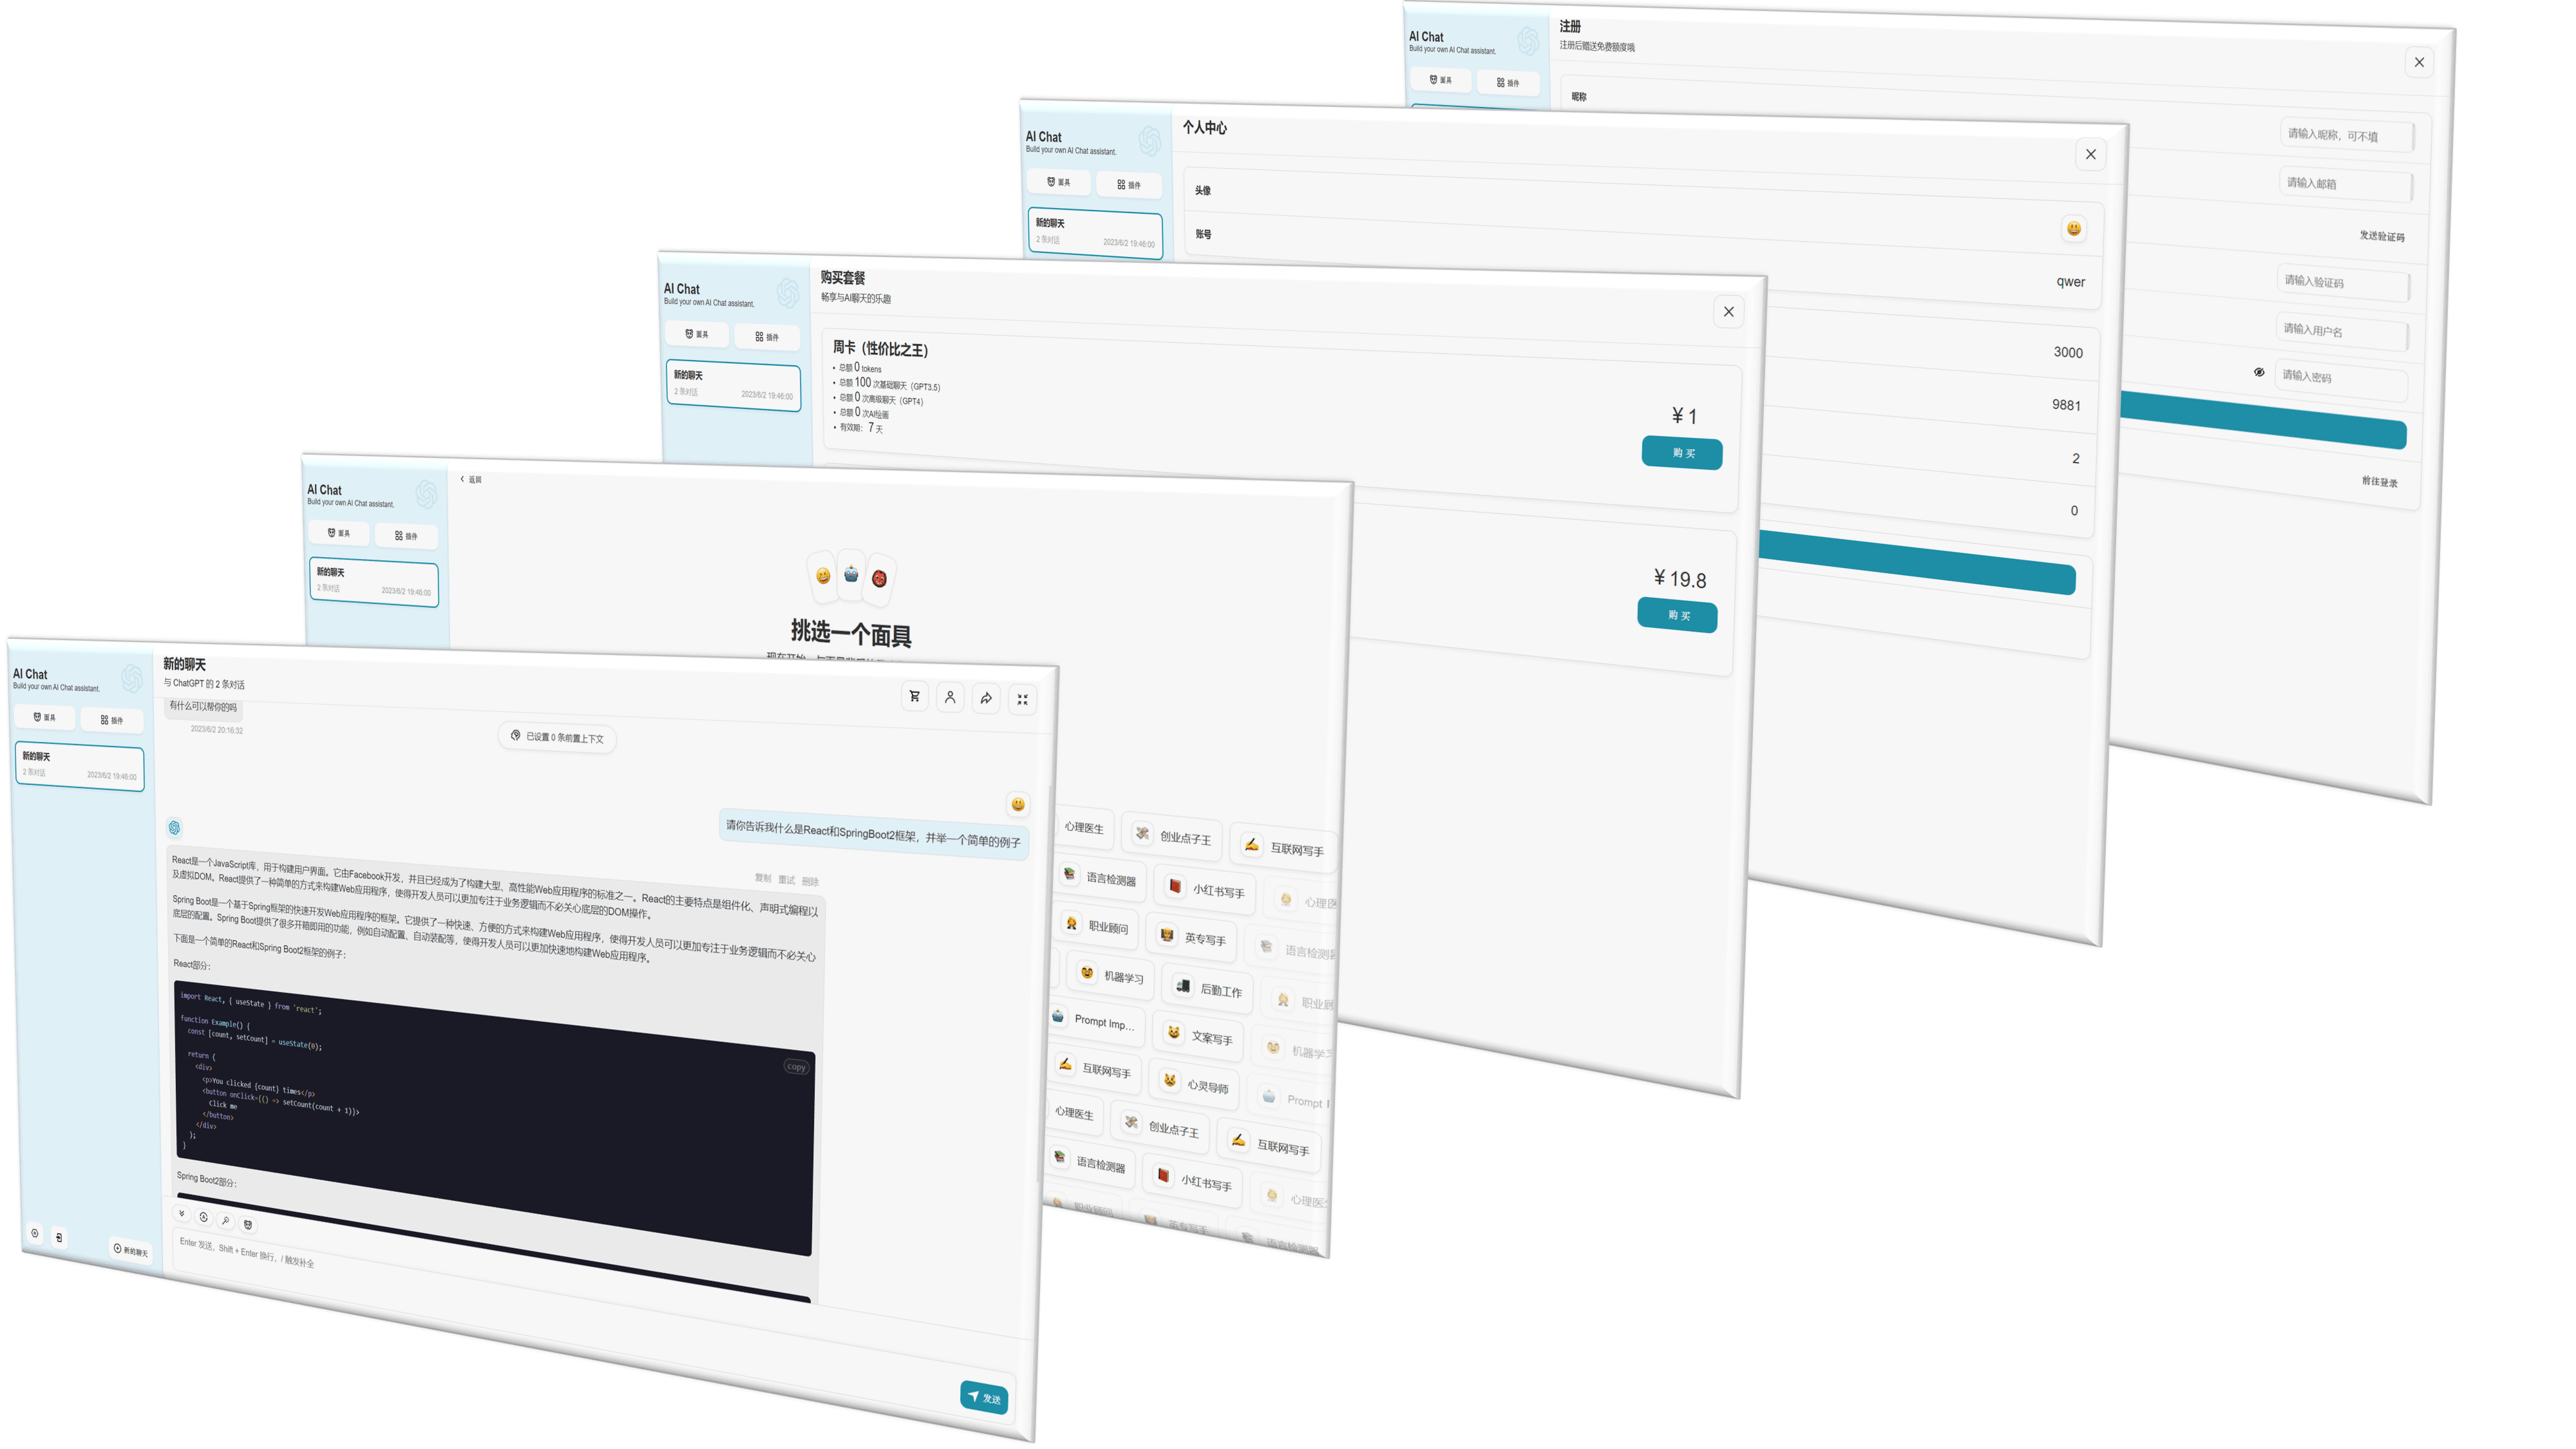 AI Chat
Build your own AI Chat assistant.
面具
插件
新的聊天
2 条对话
2023/6/2 19:46:00
新的聊天
新的聊天
与 ChatGPT 的 2 条对话
有什么可以帮你的吗
2023/6/2 20:16:32
已设置 0 条前置上下文
请你告诉我什么是React和SpringBoot2框架，并举一个简单的例子
复制 重试 删除
React是一个JavaScript库，用于构建用户界面。它由Facebook开发，并且已经成为了构建大型、高性能Web应用程序的标准之一。React的主要特点是组件化、声明式编程以
及虚拟DOM。React提供了一种简单的方式来构建Web应用程序，使得开发人员可以更加专注于业务逻辑而不必关心底层的DOM操作。
Spring Boot是一个基于Spring框架的快速开发Web应用程序的框架。它提供了一种快速、方便的方式来构建Web应用程序，使得开发人员可以更加专注于业务逻辑而不必关心
底层的配置。Spring Boot提供了很多开箱即用的功能，例如自动配置、自动装配等，使得开发人员可以更加快速地构建Web应用程序。
下面是一个简单的React和Spring Boot2框架的例子：
React部分：
copy
import React, { useState } from 'react';
function Example() {
const [count, setCount] = useState(0);
return (
<div>
<p>You clicked {count} times</p>
<button onClick={() => setCount(count + 1)}>
Click me
</button>
</div>
);
}
Spring Boot2部分：
Enter 发送，Shift + Enter 换行，/ 触发补全
发送
AI Chat
Build your own AI Chat assistant.
面具
插件
新的聊天
2 条对话
2023/6/2 19:46:00
返回
挑选一个面具
心理医生
创业点子王
互联网写手
语言检测器
小红书写手
心理医
职业顾问
英专写手
语言检测器
机器学习
后勤工作
职业顾
Prompt Imp...
文案写手
机器学习
互联网写手
心灵导师
Prompt I
心理医生
创业点子王
互联网写手
语言检测器
小红书写手
心理医生
职业顾问
英专写手
语言检测器
AI Chat
Build your own AI Chat assistant.
面具
插件
新的聊天
2 条对话
2023/6/2 19:46:00
购买套餐
畅享与AI聊天的乐趣
周卡（性价比之王）
• 总额 0 tokens
• 总额 100 次基础聊天（GPT3.5）
• 总额 0 次高级聊天（GPT4）
• 总额 0 次AI绘画
• 有效期： 7 天
¥ 1
购 买
¥ 19.8
购 买
AI Chat
Build your own AI Chat assistant.
面具
插件
新的聊天
2 条对话
2023/6/2 19:46:00
个人中心
头像
账号
qwer
3000
9881
2
0
AI Chat
Build your own AI Chat assistant.
面具
插件
注册
注册后赠送免费额度哦
昵称
请输入昵称，可不填
请输入邮箱
发送验证码
请输入验证码
请输入用户名
请输入密码
前往登录